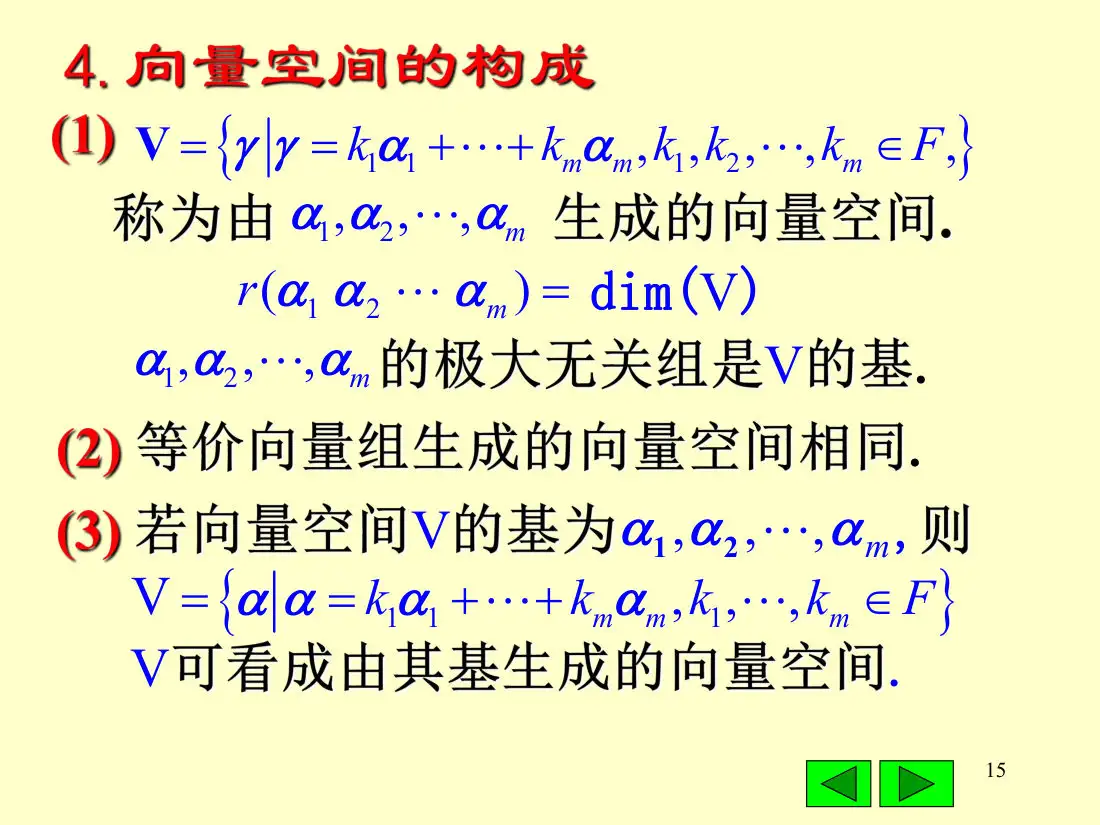 4.向量空间的构成
(1) V={γ|γ=k₁α₁+⋯+kₘαₘ,k₁,k₂,⋯,kₘ∈F,}
称为由 α₁,α₂,⋯,αₘ 生成的向量空间.
r(α₁ α₂ ⋯ αₘ)= dim(V)
α₁,α₂,⋯,αₘ 的极大无关组是V的基.
(2) 等价向量组生成的向量空间相同.
(3) 若向量空间V的基为α₁,α₂,⋯,αₘ,则
V={α|α=k₁α₁+⋯+kₘαₘ,k₁,⋯,kₘ∈F}
V可看成由其基生成的向量空间.
15